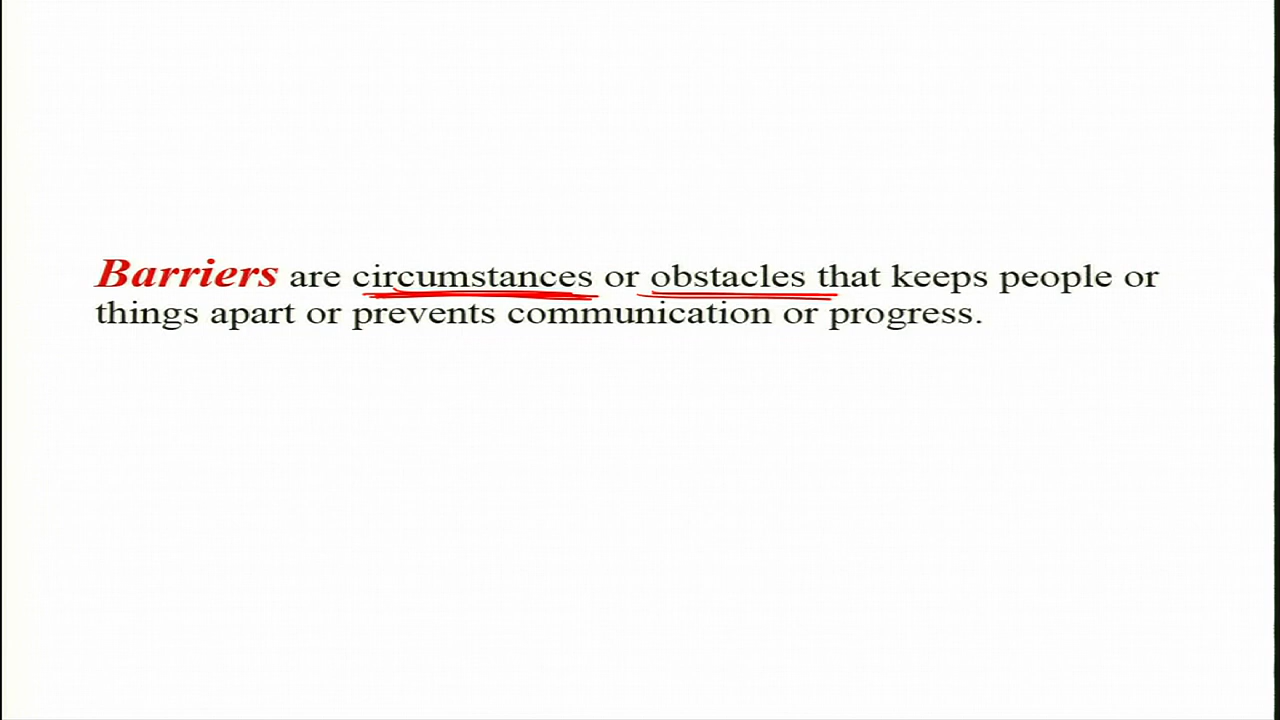 Barriers are circumstances or obstacles that keeps people or
things apart or prevents communication or progress.